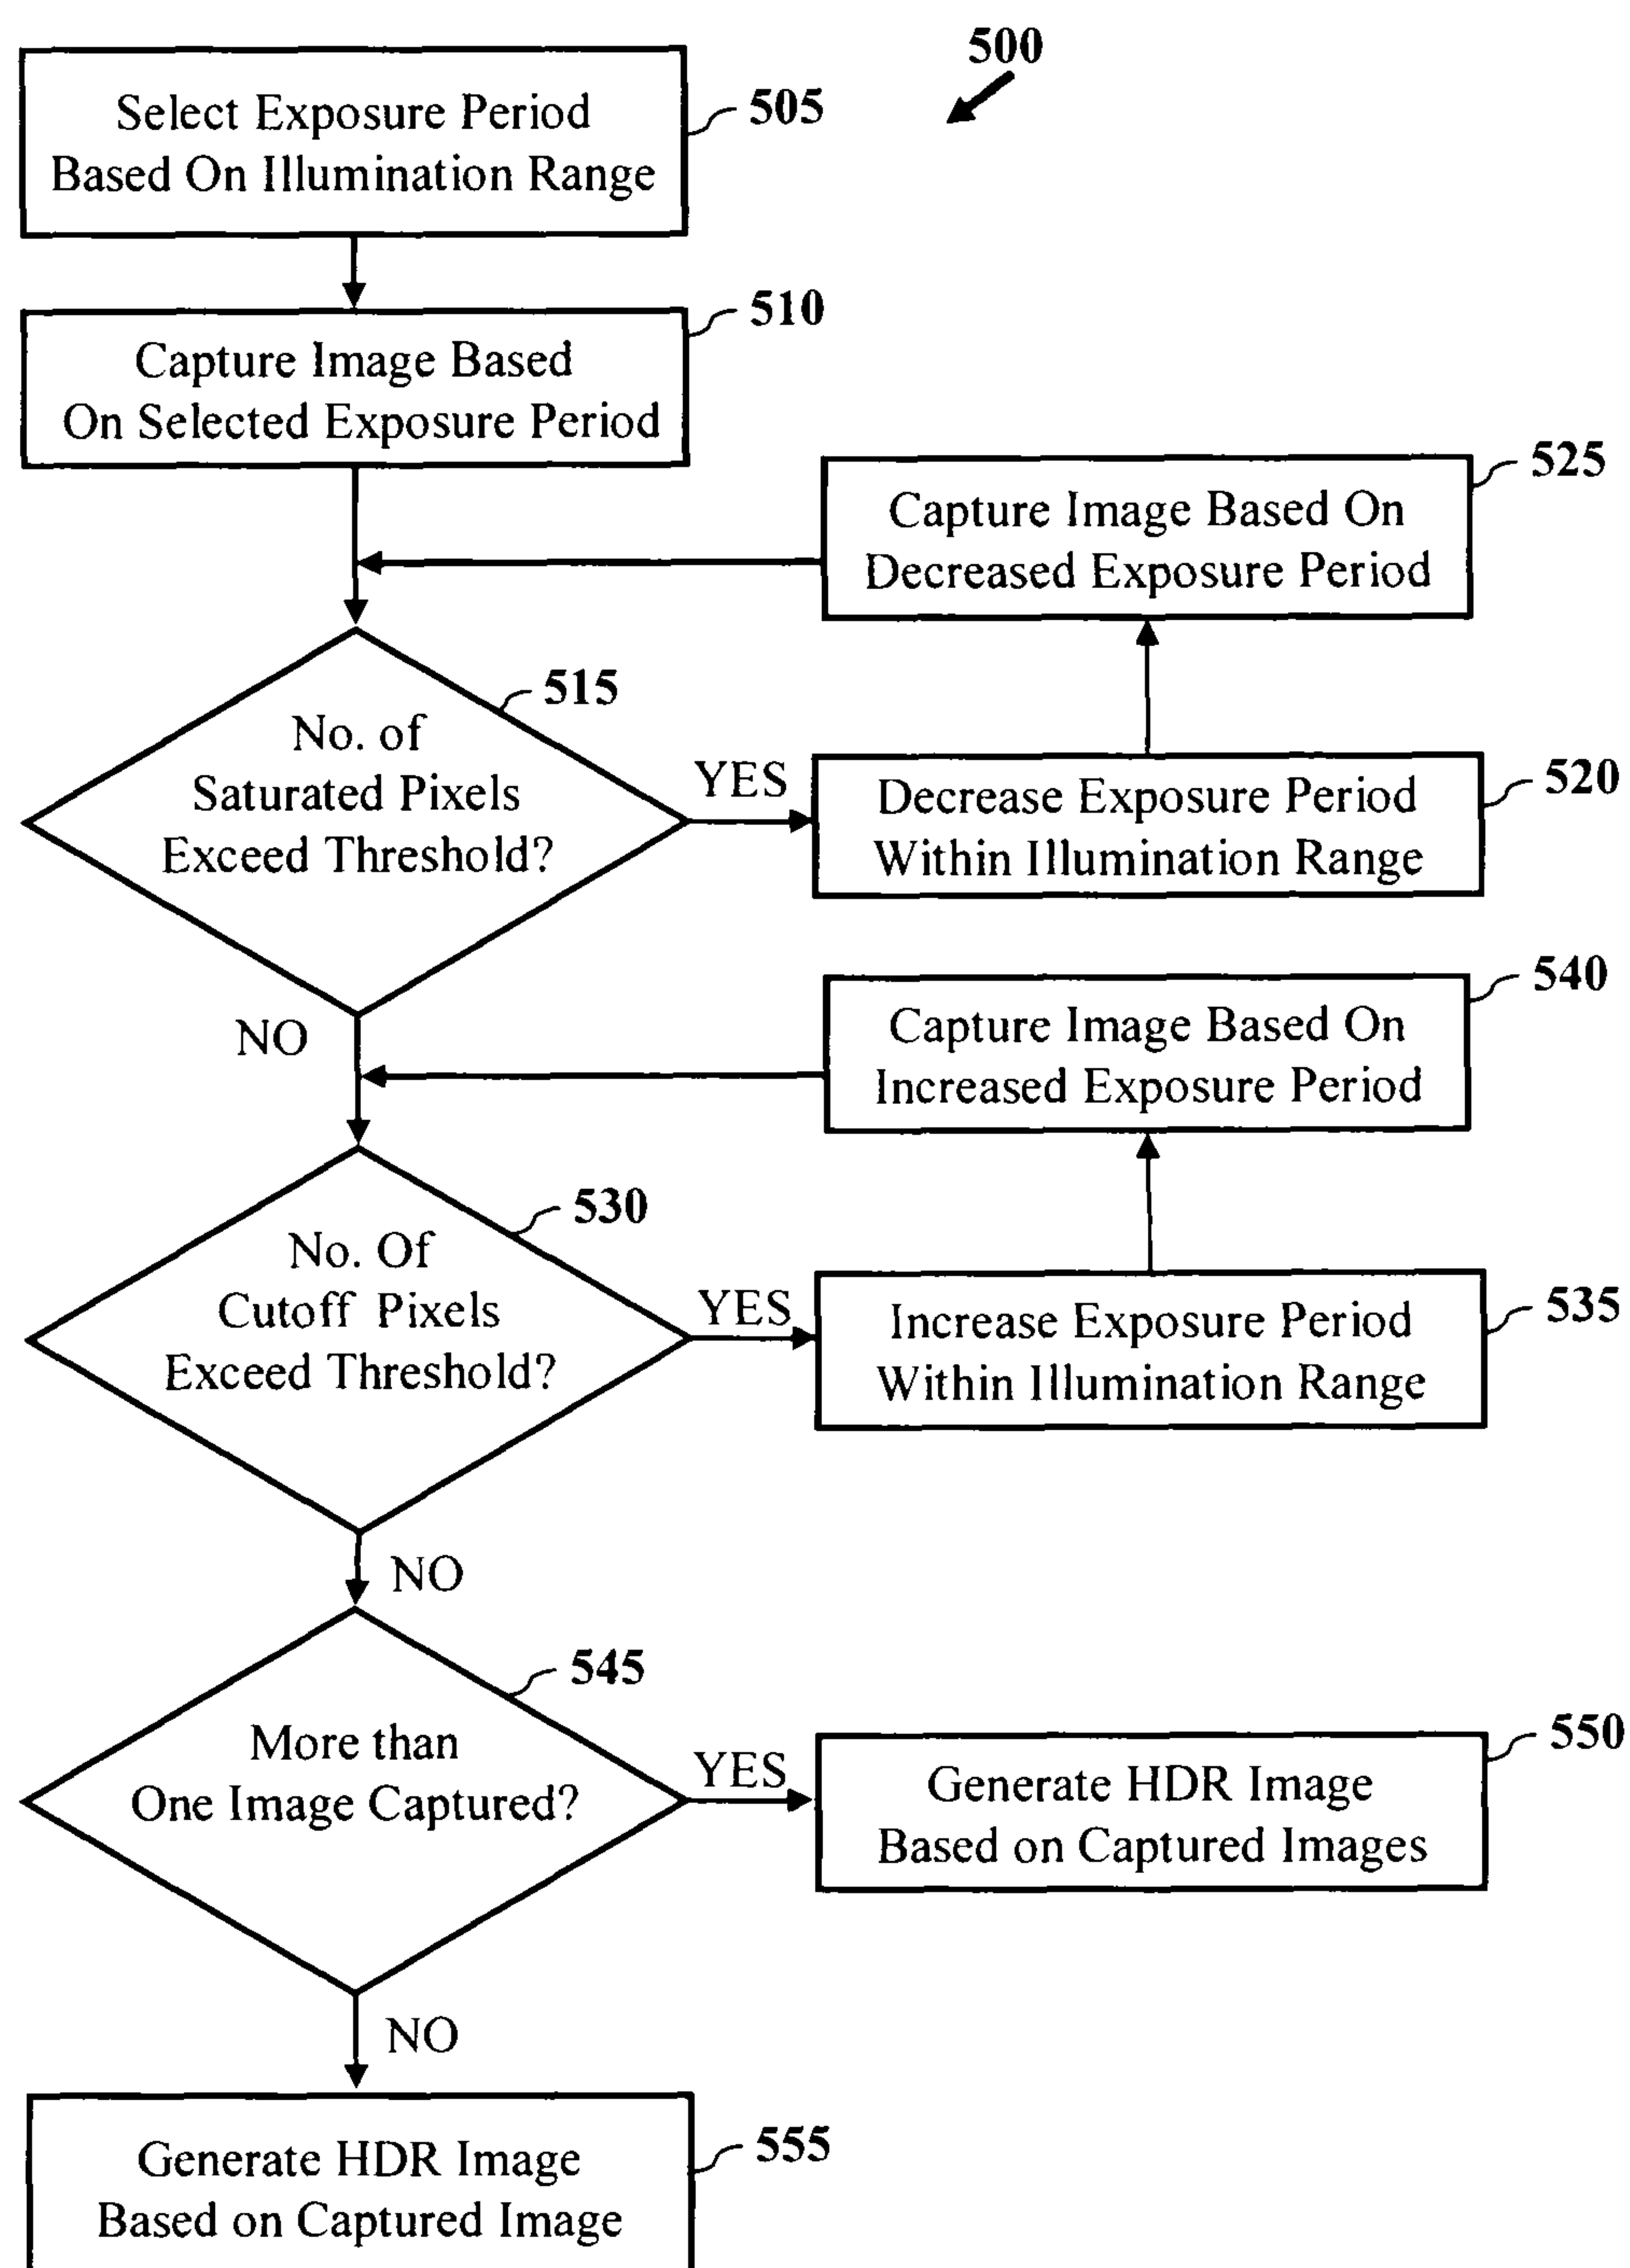 500
Select Exposure Period
Based On Illumination Range
505
Capture Image Based
On Selected Exposure Period
510
Capture Image Based On
Decreased Exposure Period
525
No. of
Saturated Pixels
Exceed Threshold?
515
YES
Decrease Exposure Period
Within Illumination Range
520
NO
Capture Image Based On
Increased Exposure Period
540
No. Of
Cutoff Pixels
Exceed Threshold?
530
YES
Increase Exposure Period
Within Illumination Range
535
NO
More than
One Image Captured?
545
YES
Generate HDR Image
Based on Captured Images
550
NO
Generate HDR Image
Based on Captured Image
555